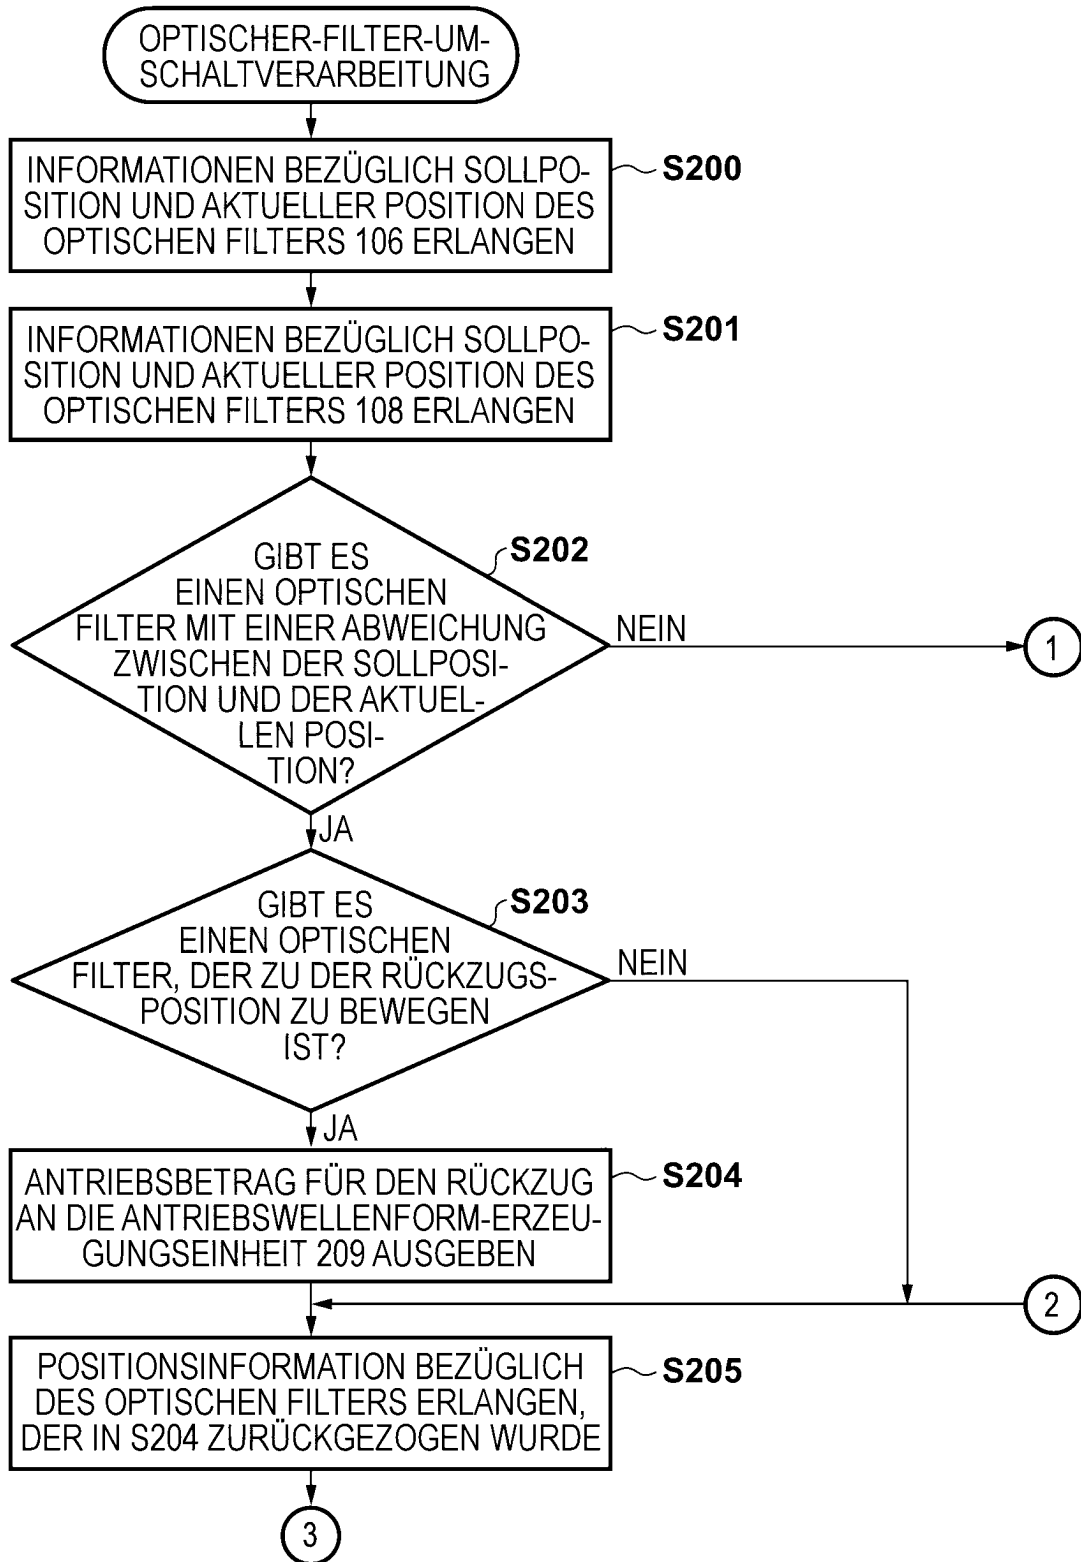 OPTISCHER-FILTER-UM-
SCHALTVERARBEITUNG
INFORMATIONEN BEZÜGLICH SOLLPO-
SITION UND AKTUELLER POSITION DES
OPTISCHEN FILTERS 106 ERLANGEN
S200
INFORMATIONEN BEZÜGLICH SOLLPO-
SITION UND AKTUELLER POSITION DES
OPTISCHEN FILTERS 108 ERLANGEN
S201
GIBT ES
EINEN OPTISCHEN
FILTER MIT EINER ABWEICHUNG
ZWISCHEN DER SOLLPOSI-
TION UND DER AKTUEL-
LEN POSI-
TION?
S202
NEIN
1
JA
GIBT ES
EINEN OPTISCHEN
FILTER, DER ZU DER RÜCKZUGS-
POSITION ZU BEWEGEN
IST?
S203
NEIN
JA
ANTRIEBSBETRAG FÜR DEN RÜCKZUG
AN DIE ANTRIEBSWELLENFORM-ERZEU-
GUNGSEINHEIT 209 AUSGEBEN
S204
2
POSITIONSINFORMATION BEZÜGLICH
DES OPTISCHEN FILTERS ERLANGEN,
DER IN S204 ZURÜCKGEZOGEN WURDE
S205
3